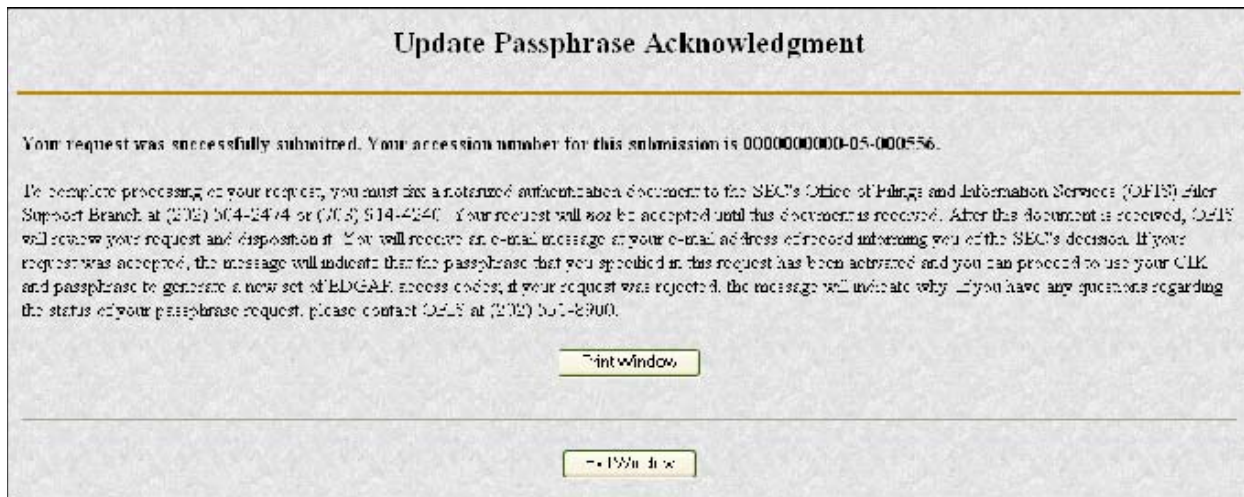 Update Passphrase Acknowledgment
Your request was successfully submitted. Your accession number for this submission is 0000000000-05-000556.
To complete processing of your request, you must fax a notarized authentication document to the SEC's Office of Filings and Information Services (OFIS) Filer
Support Branch at (202) 504-2474 or (703) 914-4240. Your request will not be accepted until this document is received. After this document is received, OFIS
will review your request and disposition it. You will receive an e-mail message at your e-mail address of record informing you of the SEC's decision. If your
request was accepted, the message will indicate that the passphrase that you specified in this request has been activated and you can proceed to use your CIK
and passphrase to generate a new set of EDGAR access codes; if your request was rejected, the message will indicate why. If you have any questions regarding
the status of your passphrase request, please contact OFIS at (202) 551-8900.
Print Window
Exit Window